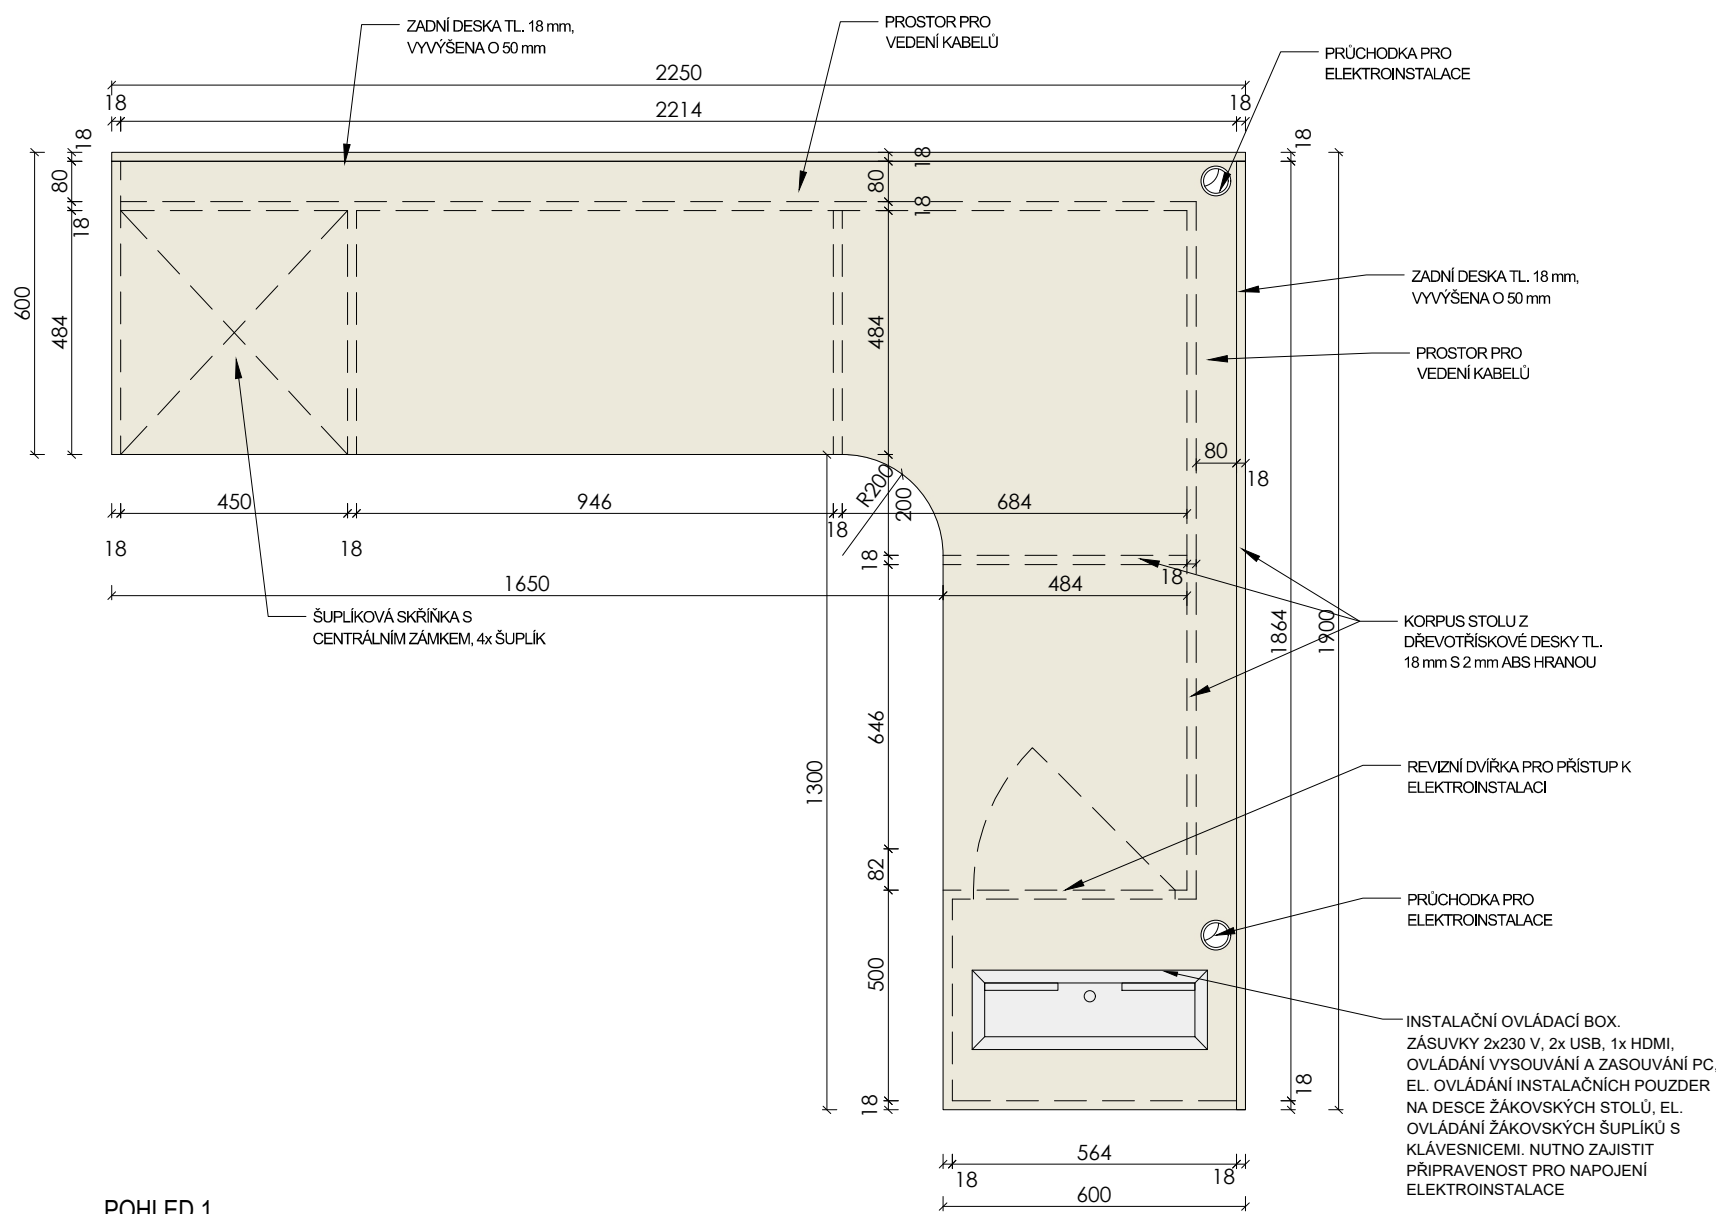 ZADNÍ DESKA TL. 18 mm,
VYVÝŠENA O 50 mm
PROSTOR PRO
VEDENÍ KABELŮ
PRŮCHODKA PRO
ELEKTROINSTALACE
2250
18
2214
18
18
80
18
484
600
18
80
18
484
18
ZADNÍ DESKA TL. 18 mm,
VYVÝŠENA O 50 mm
PROSTOR PRO
VEDENÍ KABELŮ
80
18
R200
200
450
946
684
18
18
18
18
18
1650
484
ŠUPLÍKOVÁ SKŘÍŇKA S
CENTRÁLNÍM ZÁMKEM, 4x ŠUPLÍK
1864
1900
KORPUS STOLU Z
DŘEVOTŘÍSKOVÉ DESKY TL.
18 mm S 2 mm ABS HRANOU
646
1300
REVIZNÍ DVÍŘKA PRO PŘÍSTUP K
ELEKTROINSTALACI
82
PRŮCHODKA PRO
ELEKTROINSTALACE
500
INSTALAČNÍ OVLÁDACÍ BOX.
ZÁSUVKY 2x230 V, 2x USB, 1x HDMI,
OVLÁDÁNÍ VYSOUVÁNÍ A ZASOUVÁNÍ PC,
EL. OVLÁDÁNÍ INSTALAČNÍCH POUZDER
NA DESCE ŽÁKOVSKÝCH STOLŮ, EL.
OVLÁDÁNÍ ŽÁKOVSKÝCH ŠUPLÍKŮ S
KLÁVESNICEMI. NUTNO ZAJISTIT
PŘIPRAVENOST PRO NAPOJENÍ
ELEKTROINSTALACE
18
18
564
18
18
600
POHLED 1